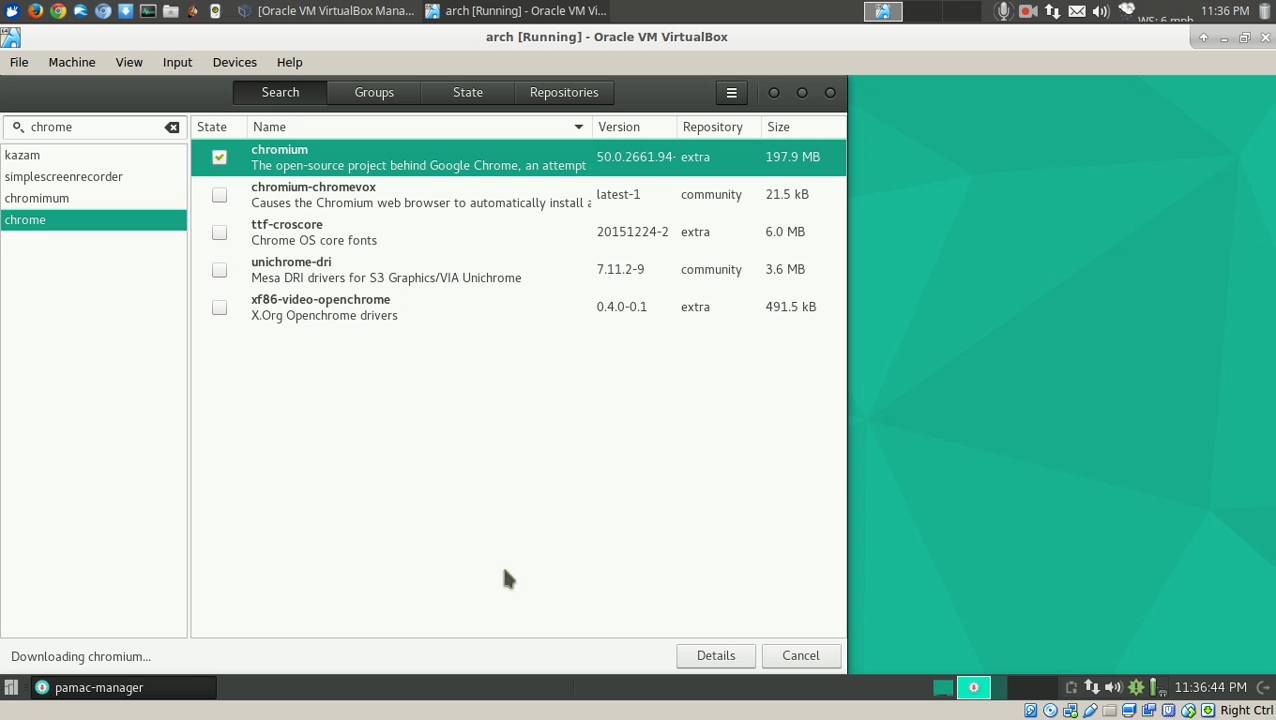 [Oracle VM VirtualBox Mana...
arch [Running] - Oracle VM Vi...
WS: 6 mph
11:36 PM
arch [Running] - Oracle VM VirtualBox
File Machine View Input Devices Help
Search Groups State Repositories
chrome
State Name Version Repository Size
kazam
simplescreenrecorder
chromimum
chrome
chromium
The open-source project behind Google Chrome, an attempt
50.0.2661.94- extra 197.9 MB
chromium-chromevox
Causes the Chromium web browser to automatically install a
latest-1 community 21.5 kB
ttf-croscore
Chrome OS core fonts
20151224-2 extra 6.0 MB
unichrome-dri
Mesa DRI drivers for S3 Graphics/VIA Unichrome
7.11.2-9 community 3.6 MB
xf86-video-openchrome
X.Org Openchrome drivers
0.4.0-0.1 extra 491.5 kB
Downloading chromium...
Details Cancel
pamac-manager
11:36:44 PM
Right Ctrl